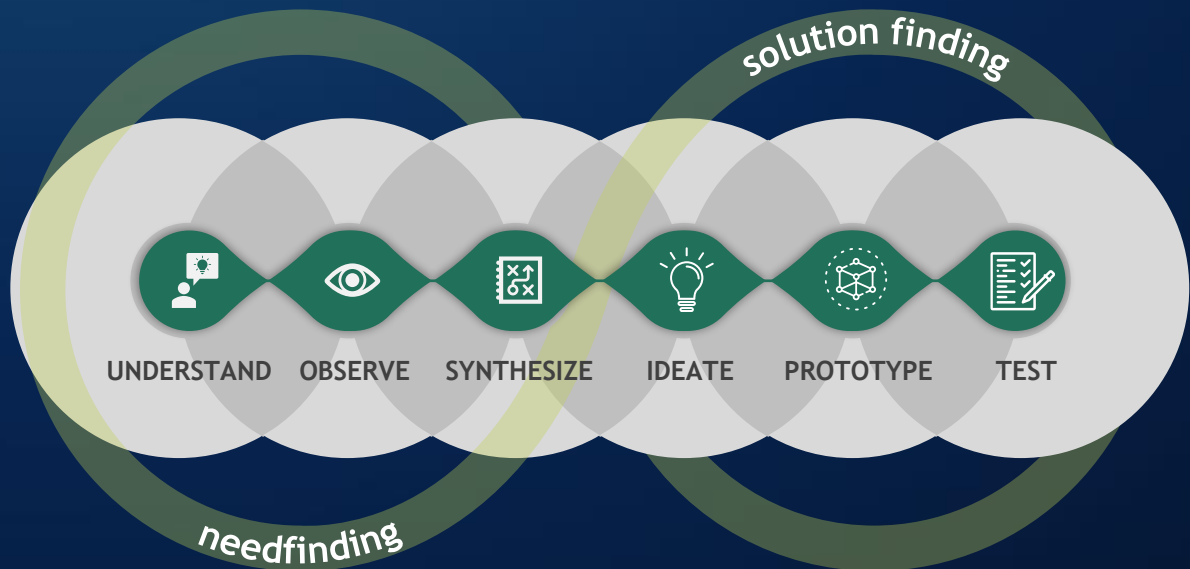 solution finding
UNDERSTAND OBSERVE SYNTHESIZE IDEATE PROTOTYPE TEST
needfinding